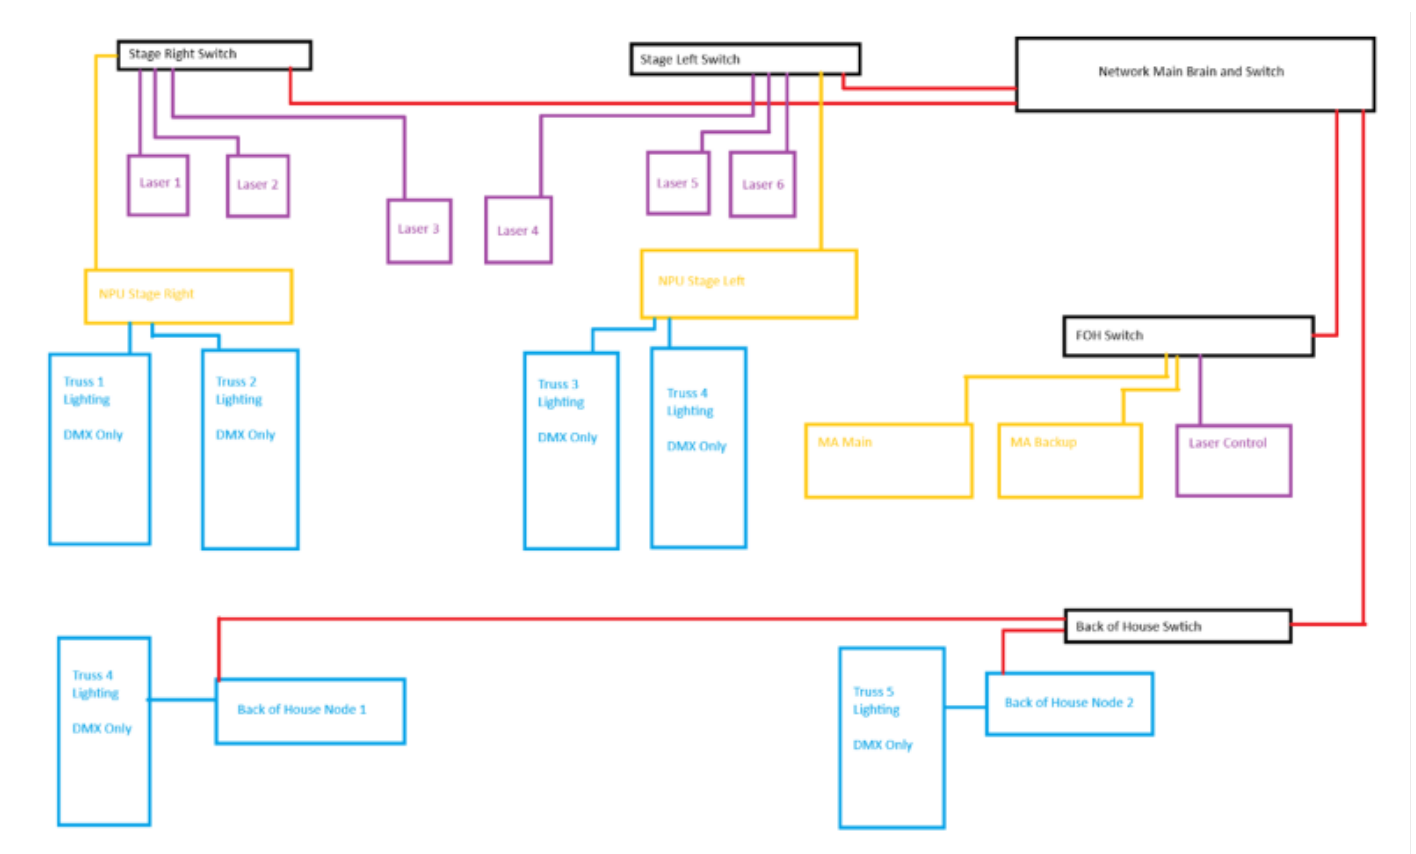 Stage Right Switch
Stage Left Switch
Network Main Brain and Switch
Laser 1
Laser 2
Laser 3
Laser 4
Laser 5
Laser 6
NPU Stage Right
NPU Stage Left
Truss 1
Lighting
DMX Only
Truss 2
Lighting
DMX Only
Truss 3
Lighting
DMX Only
Truss 4
Lighting
DMX Only
FOH Switch
MA Main
MA Backup
Laser Control
Back of House Swtich
Truss 4
Lighting
DMX Only
Back of House Node 1
Truss 5
Lighting
DMX Only
Back of House Node 2